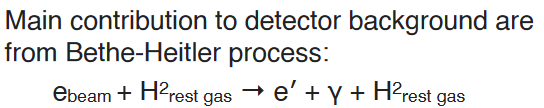 Main contribution to detector background are
from Bethe-Heitler process:
ebeam + H2rest gas → e′ + γ + H2rest gas